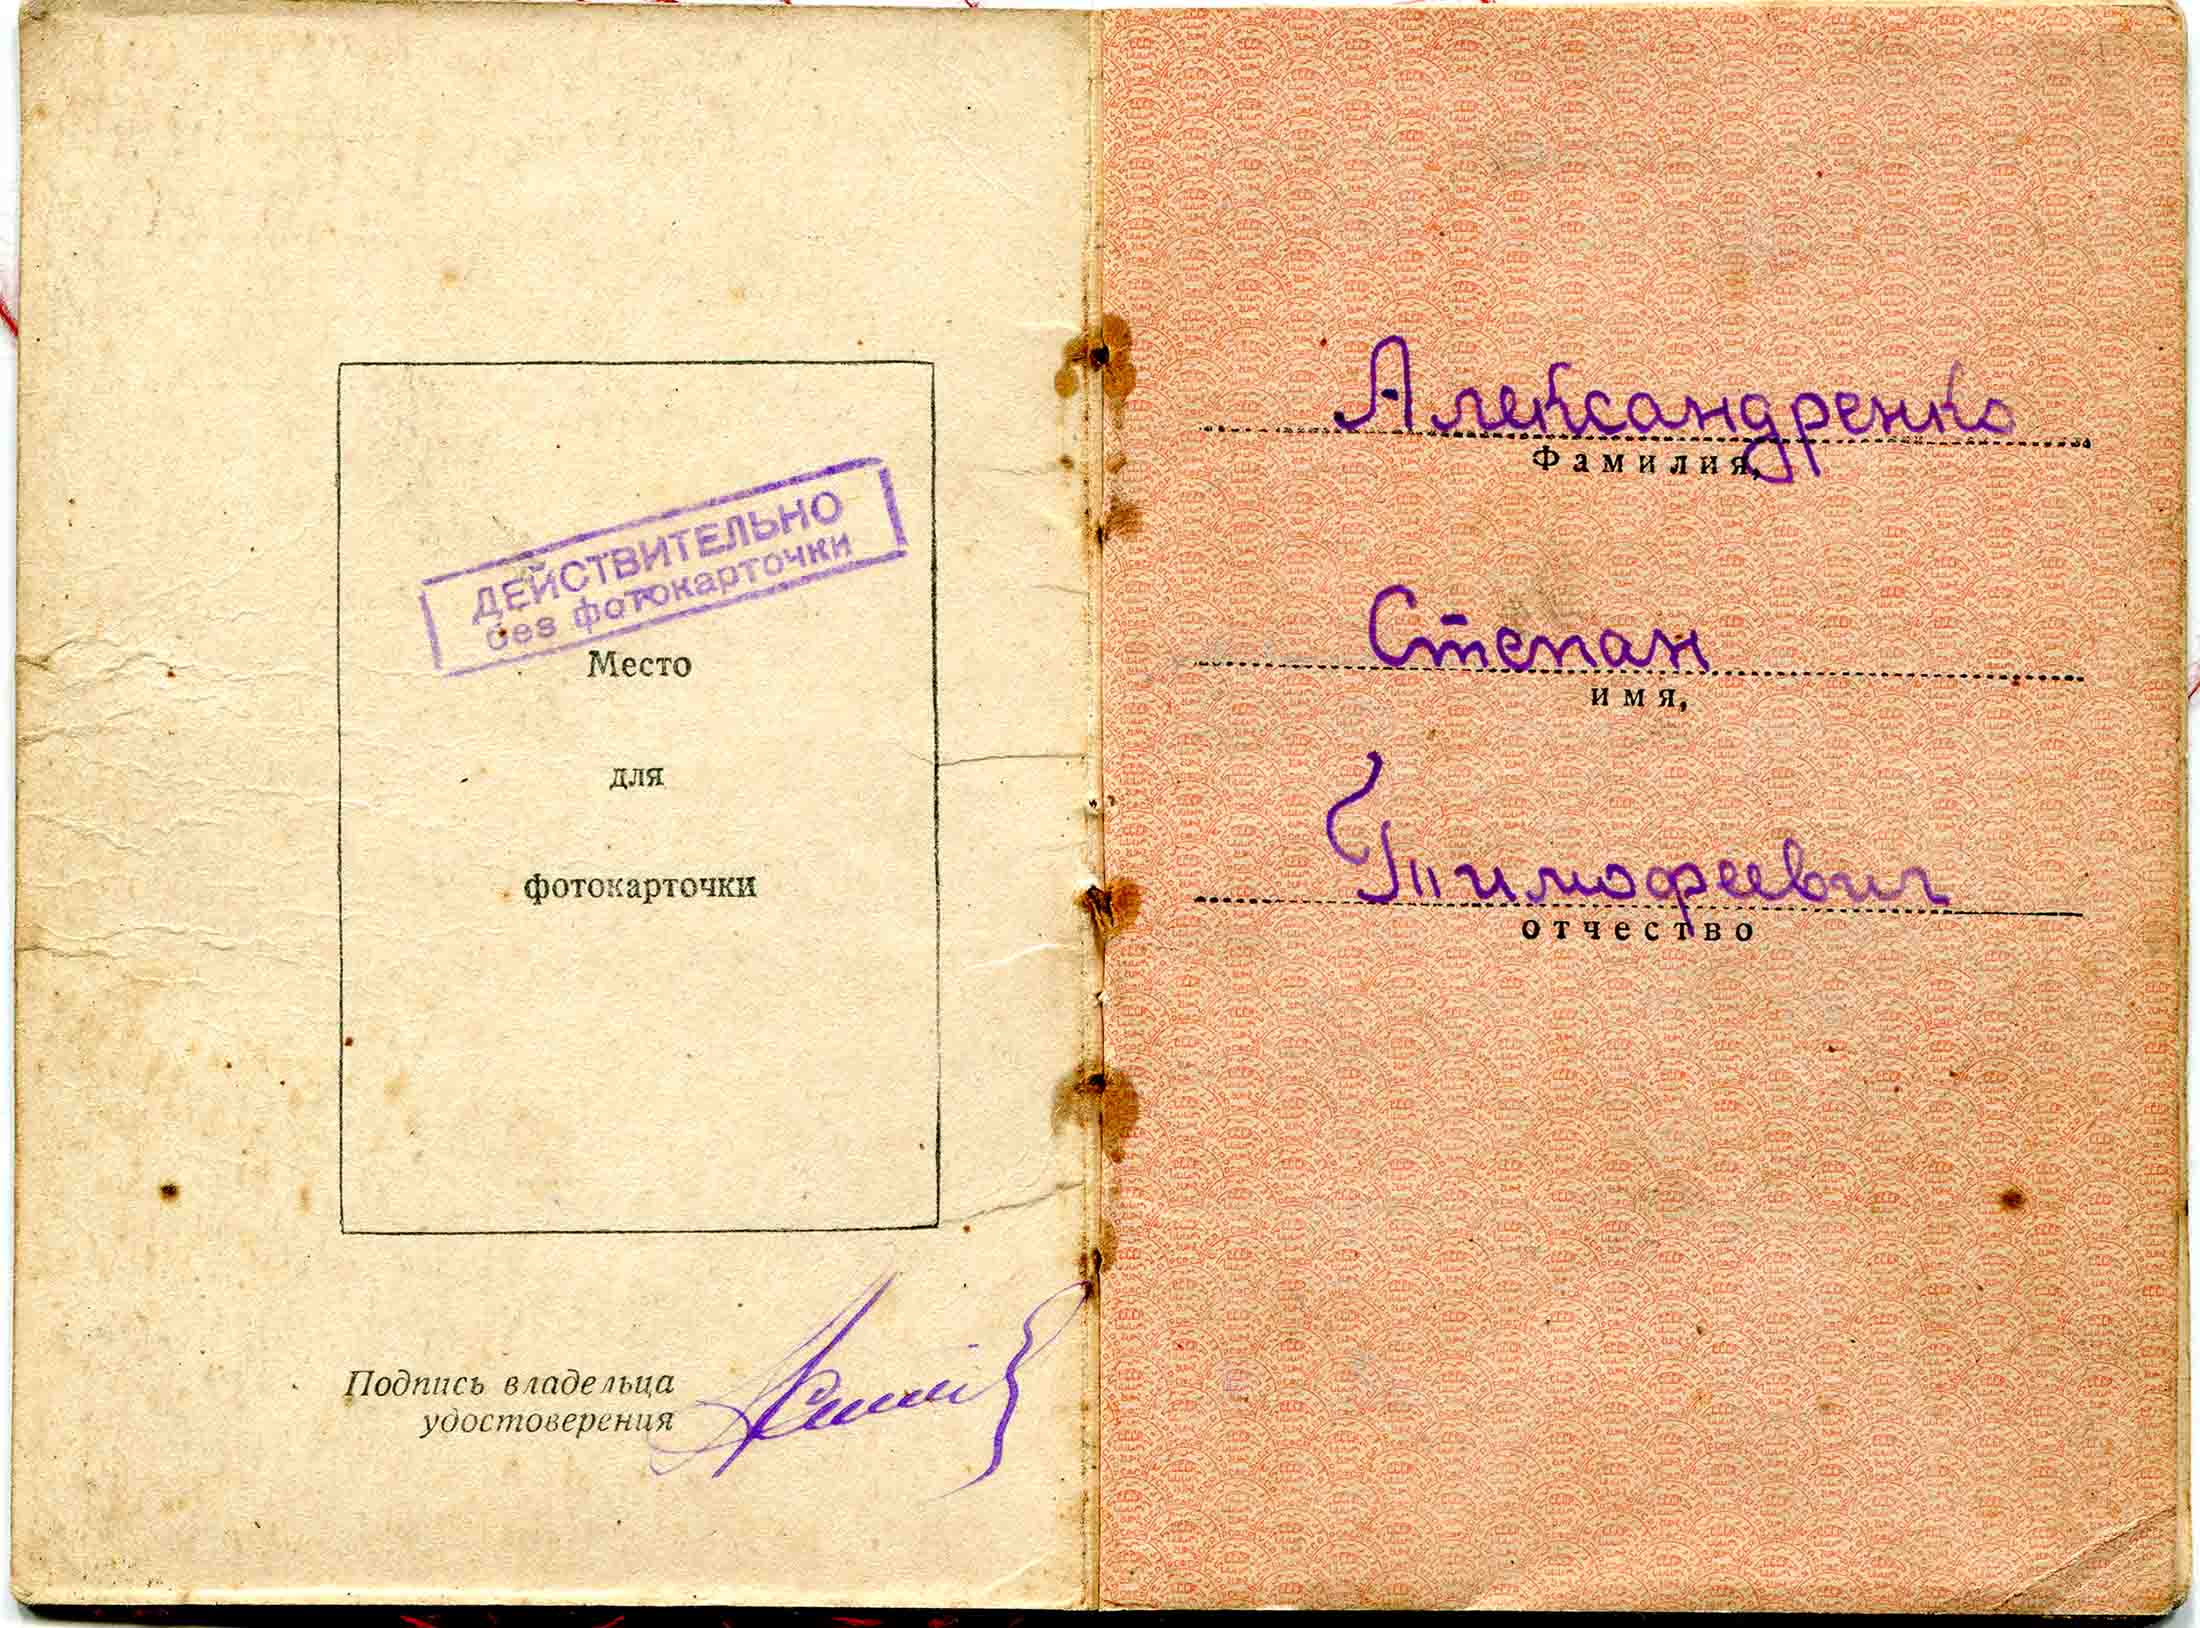 ДЕЙСТВИТЕЛЬНО
без фотокарточки
Место
для
фотокарточки
Подпись владельца
удостоверения
Александренко
Фамилия,
Степан
имя,
Тимофеевич
отчество